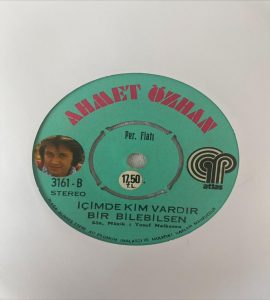 AHMET ÖZHAN
Per. Fiatı
3161-B
STEREO
17.50
T.L.
atlas
İÇİMDE KİM VARDIR
BİR BİLEBİLSEN
Söz, Müzik : Yusuf Nalkesen